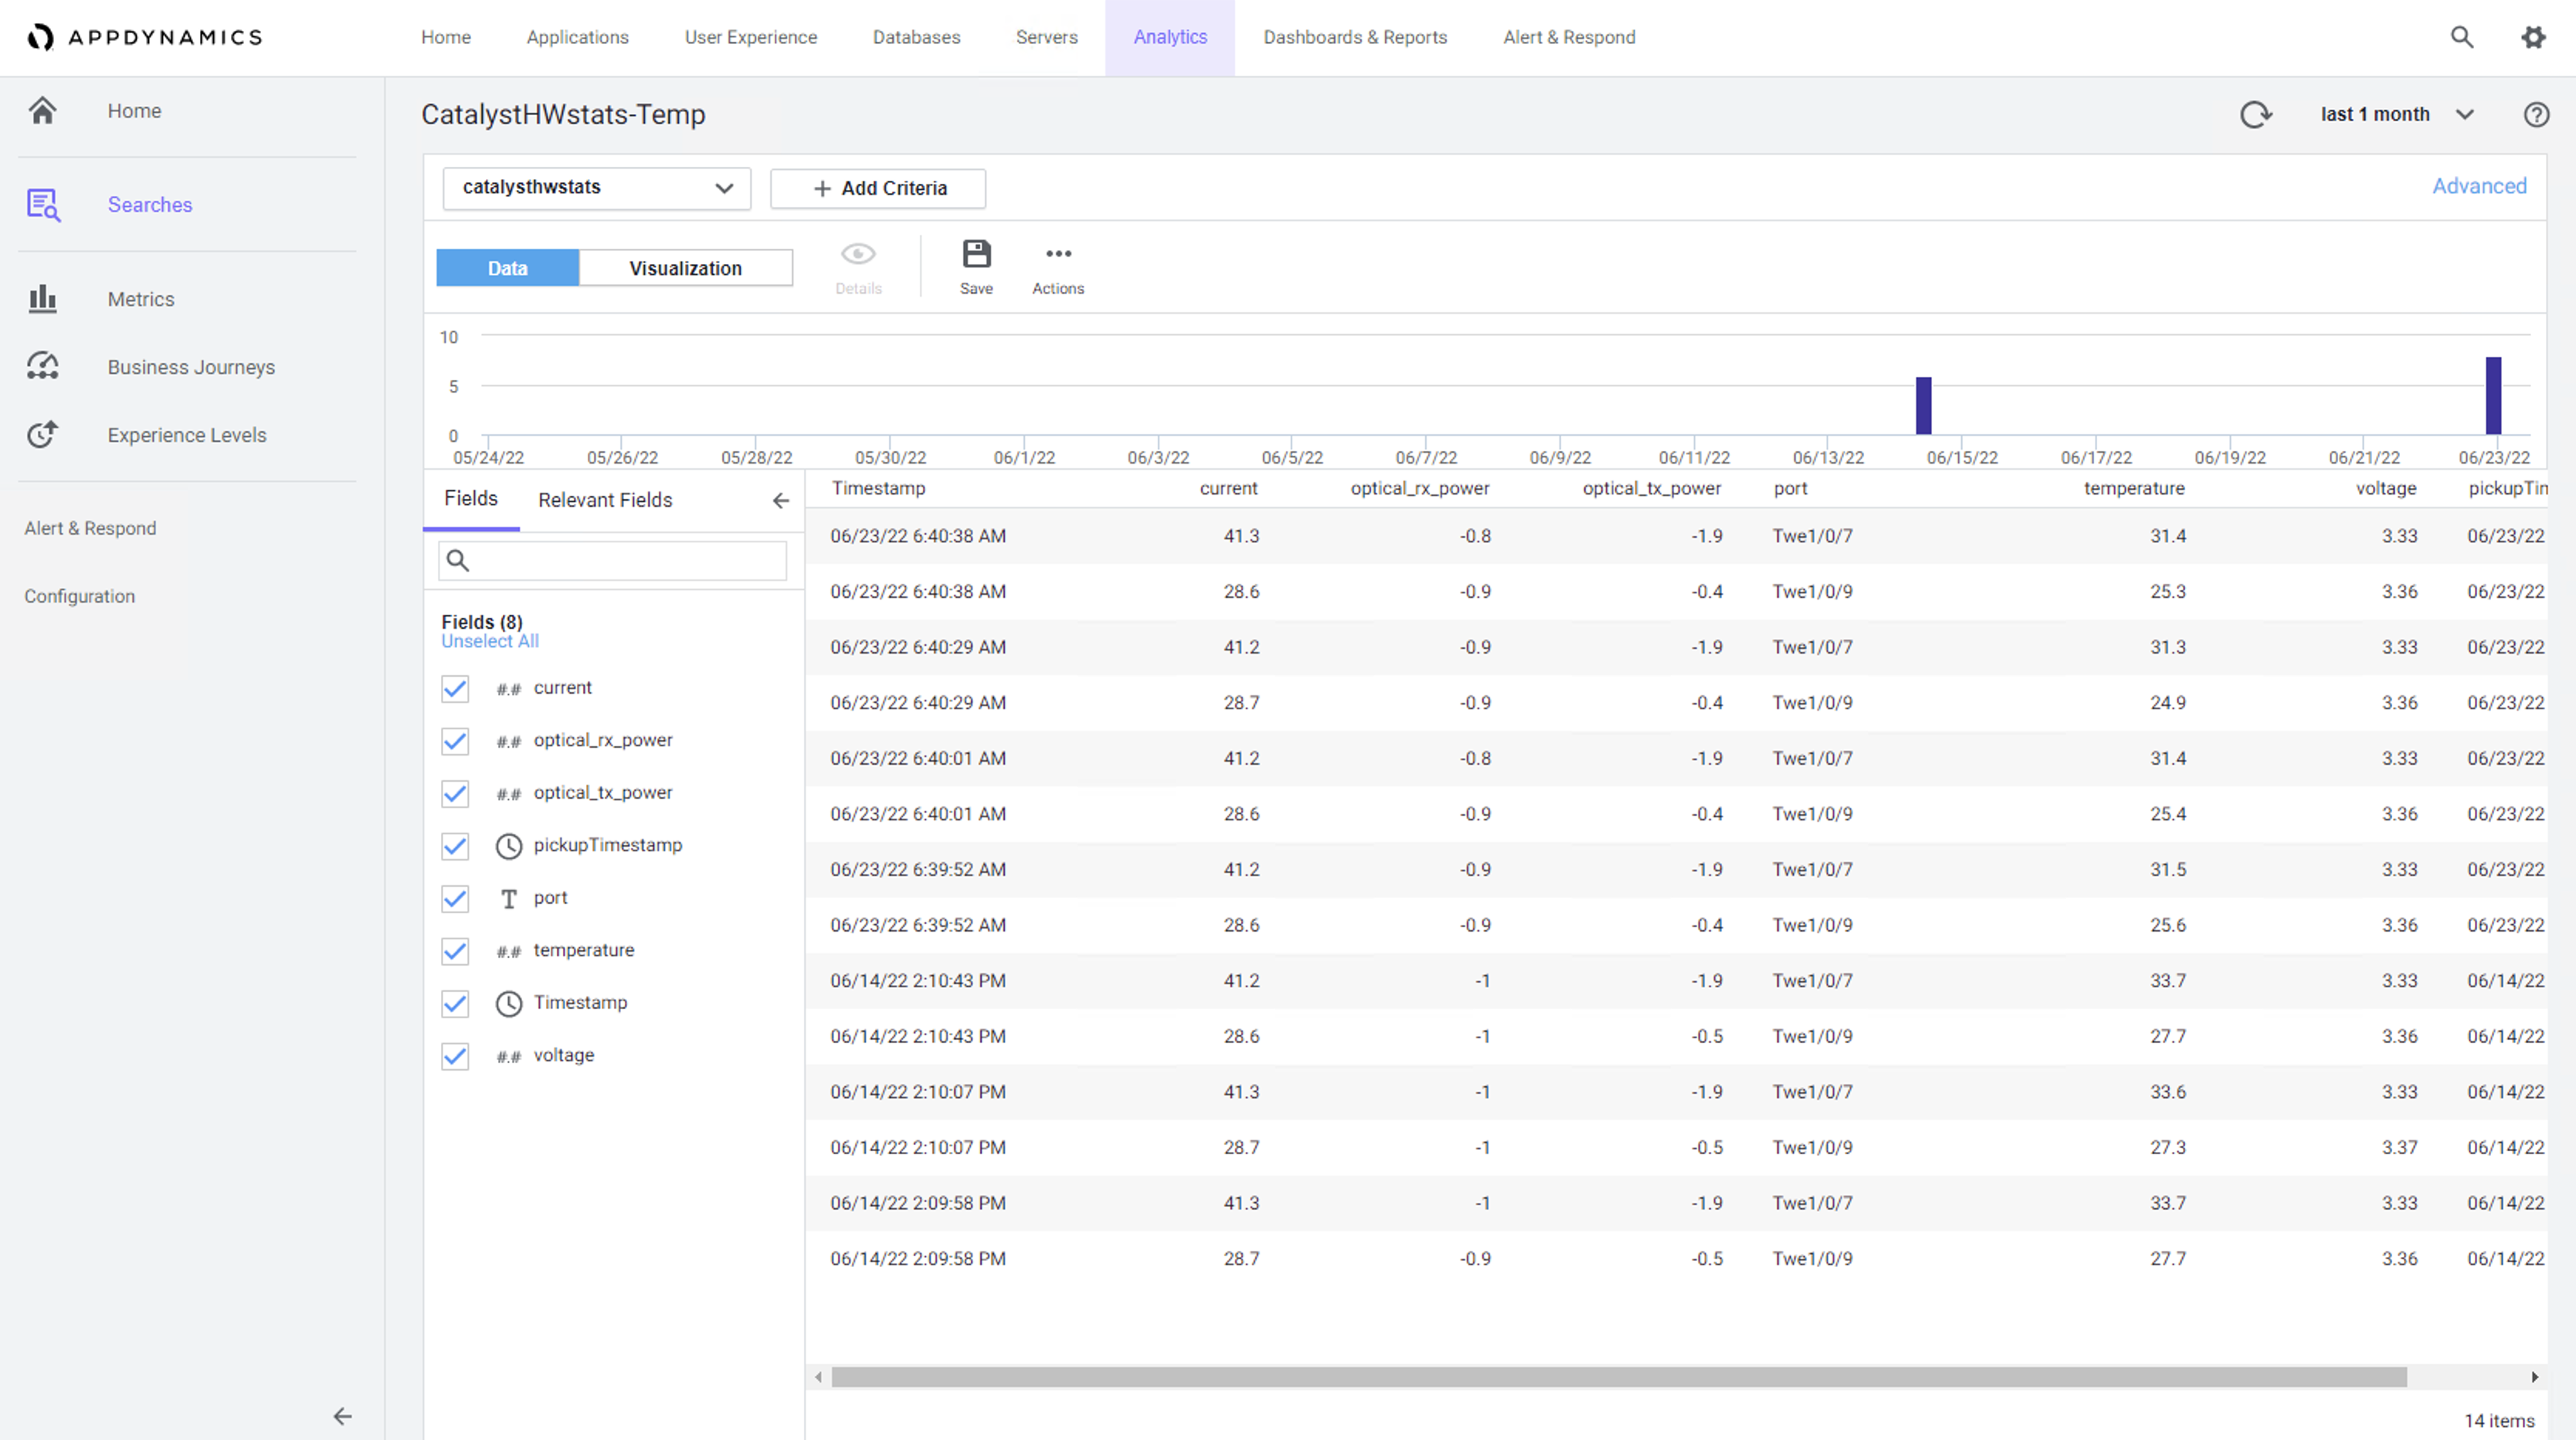 APPDYNAMICS
Home Applications User Experience Databases Servers Analytics Dashboards & Reports Alert & Respond
Home
Searches
Metrics
Business Journeys
Experience Levels
Alert & Respond
Configuration
CatalystHWstats-Temp
last 1 month
catalysthwstats
+ Add Criteria
Advanced
Data Visualization
Details Save Actions
10
5
0
05/24/22 05/26/22 05/28/22 05/30/22 06/1/22 06/3/22 06/5/22 06/7/22 06/9/22 06/11/22 06/13/22 06/15/22 06/17/22 06/19/22 06/21/22 06/23/22
Fields Relevant Fields
Fields (8)
Unselect All
#.# current
#.# optical_rx_power
#.# optical_tx_power
pickupTimestamp
T port
#.# temperature
Timestamp
#.# voltage
Timestamp current optical_rx_power optical_tx_power port temperature voltage pickupTin
06/23/22 6:40:38 AM 41.3 -0.8 -1.9 Twe1/0/7 31.4 3.33 06/23/22
06/23/22 6:40:38 AM 28.6 -0.9 -0.4 Twe1/0/9 25.3 3.36 06/23/22
06/23/22 6:40:29 AM 41.2 -0.9 -1.9 Twe1/0/7 31.3 3.33 06/23/22
06/23/22 6:40:29 AM 28.7 -0.9 -0.4 Twe1/0/9 24.9 3.36 06/23/22
06/23/22 6:40:01 AM 41.2 -0.8 -1.9 Twe1/0/7 31.4 3.33 06/23/22
06/23/22 6:40:01 AM 28.6 -0.9 -0.4 Twe1/0/9 25.4 3.36 06/23/22
06/23/22 6:39:52 AM 41.2 -0.9 -1.9 Twe1/0/7 31.5 3.33 06/23/22
06/23/22 6:39:52 AM 28.6 -0.9 -0.4 Twe1/0/9 25.6 3.36 06/23/22
06/14/22 2:10:43 PM 41.2 -1 -1.9 Twe1/0/7 33.7 3.33 06/14/22
06/14/22 2:10:43 PM 28.6 -1 -0.5 Twe1/0/9 27.7 3.36 06/14/22
06/14/22 2:10:07 PM 41.3 -1 -1.9 Twe1/0/7 33.6 3.33 06/14/22
06/14/22 2:10:07 PM 28.7 -1 -0.5 Twe1/0/9 27.3 3.37 06/14/22
06/14/22 2:09:58 PM 41.3 -1 -1.9 Twe1/0/7 33.7 3.33 06/14/22
06/14/22 2:09:58 PM 28.7 -0.9 -0.5 Twe1/0/9 27.7 3.36 06/14/22
14 items